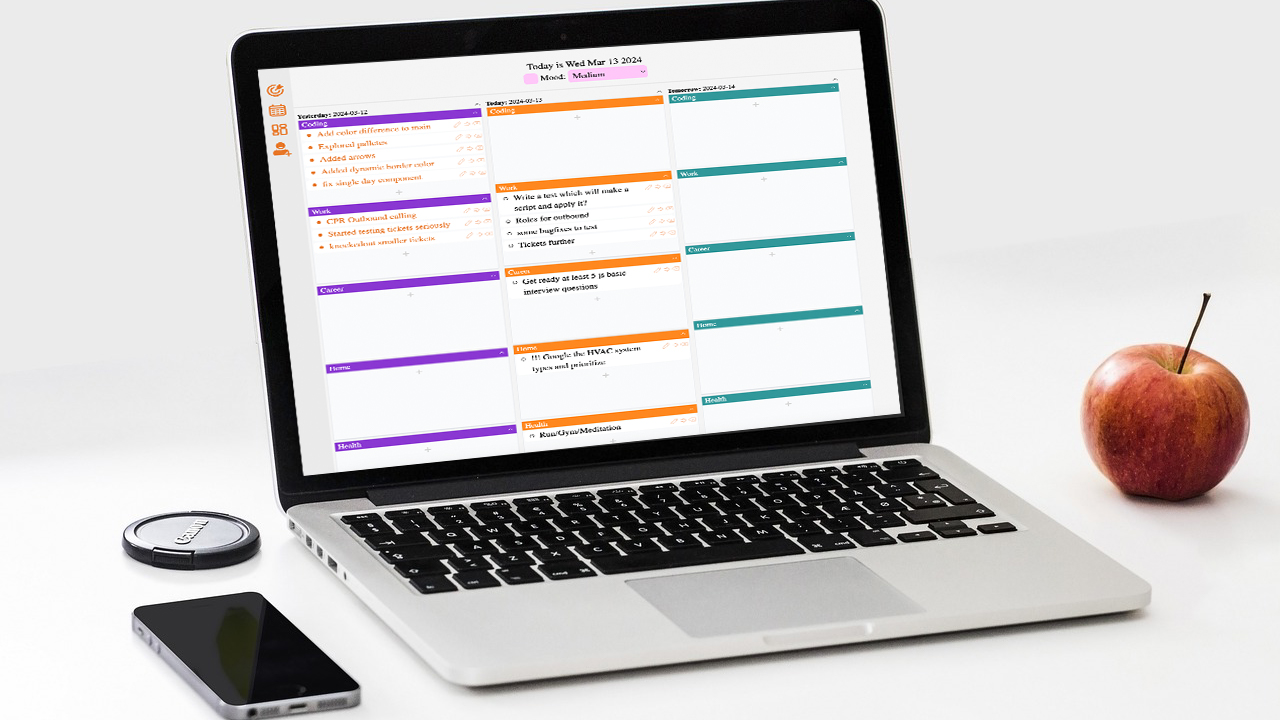 Today is Wed Mar 13 2024
Mood: Medium
Yesterday: 2024-03-12
Coding
Add color difference to main
Explored palletes
Added arrows
Added dynamic border color
fix single day component
Work
CPR Outbound calling
Started testing tickets seriously
knockedout smaller tickets
Career
Home
Health
Today: 2024-03-13
Coding
Work
Write a test which will make a
script and apply it?
Roles for outbound
some bugfixes to test
Tickets further
Career
Get ready at least 5 js basic
interview questions
Home
!!! Google the HVAC system
types and prioritize
Health
Run/Gym/Meditation
Tomorrow: 2024-03-14
Coding
Work
Career
Home
Health
Canon